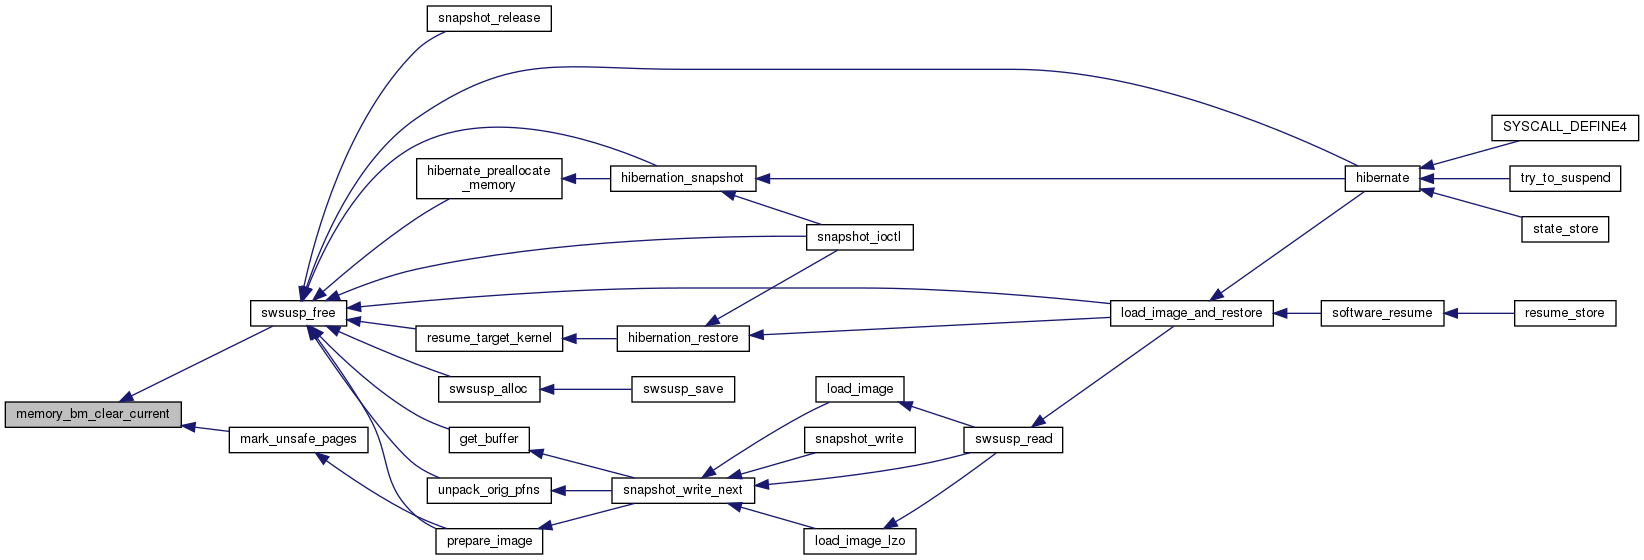 snapshot_release
SYSCALL_DEFINE4
hibernate_preallocate
_memory
hibernation_snapshot
hibernate
try_to_suspend
snapshot_ioctl
state_store
swsusp_free
load_image_and_restore
software_resume
resume_store
resume_target_kernel
hibernation_restore
swsusp_alloc
swsusp_save
load_image
memory_bm_clear_current
mark_unsafe_pages
get_buffer
snapshot_write
swsusp_read
unpack_orig_pfns
snapshot_write_next
prepare_image
load_image_lzo